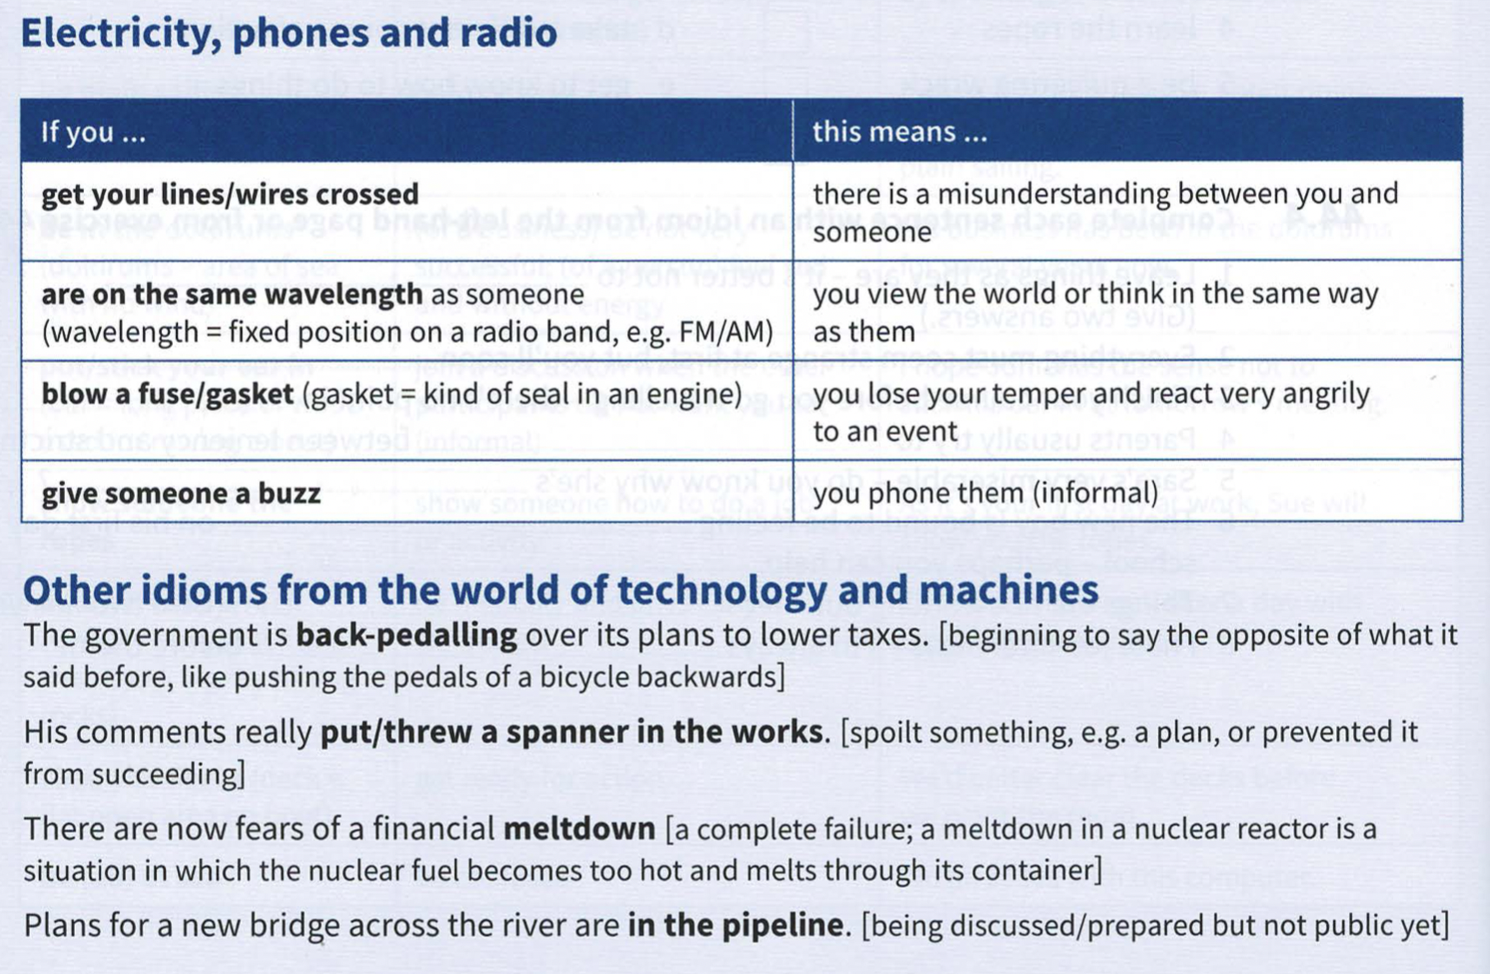 Electricity, phones and radio
If you ...
this means ...
get your lines/wires crossed
there is a misunderstanding between you and
someone
are on the same wavelength as someone
(wavelength = fixed position on a radio band, e.g. FM/AM)
you view the world or think in the same way
as them
blow a fuse/gasket (gasket = kind of seal in an engine)
you lose your temper and react very angrily
to an event
give someone a buzz
you phone them (informal)
Other idioms from the world of technology and machines
The government is back-pedalling over its plans to lower taxes. [beginning to say the opposite of what it
said before, like pushing the pedals of a bicycle backwards]
His comments really put/threw a spanner in the works. [spoilt something, e.g. a plan, or prevented it
from succeeding]
There are now fears of a financial meltdown [a complete failure; a meltdown in a nuclear reactor is a
situation in which the nuclear fuel becomes too hot and melts through its container]
Plans for a new bridge across the river are in the pipeline. [being discussed/prepared but not public yet]